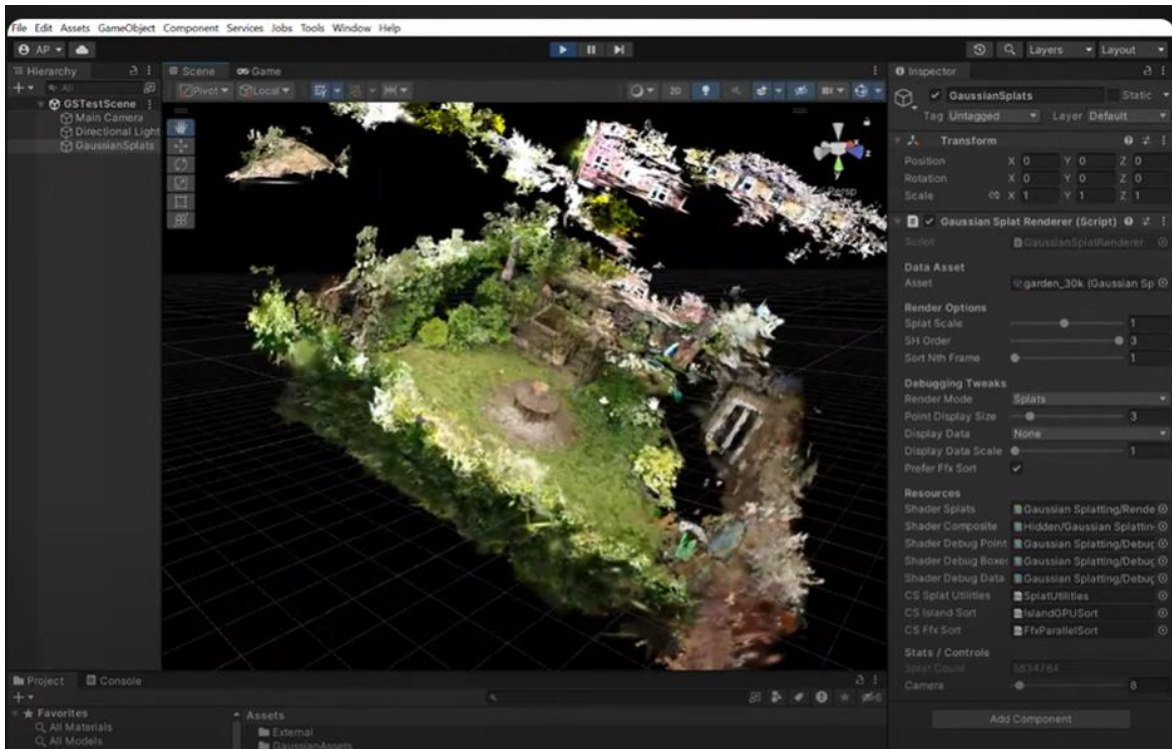 File Edit Assets GameObject Component Services Jobs Tools Window Help
AP Layers Layout
Hierarchy
All
GSTestScene
Main Camera
Directional Light
GaussianSplats
Scene Game
Pivot Local 2D
Persp
Inspector
GaussianSplats Static
Tag Untagged Layer Default
Transform
Position X 0 Y 0 Z 0
Rotation X 0 Y 0 Z 0
Scale X 1 Y 1 Z 1
Gaussian Splat Renderer (Script)
Script GaussianSplatRenderer
Data Asset
Asset garden_30k (Gaussian Sp
Render Options
Splat Scale 1
SH Order 3
Sort Nth Frame 1
Debugging Tweaks
Render Mode Splats
Point Display Size 3
Display Data None
Display Data Scale 1
Prefer Ffx Sort
Resources
Shader Splats Gaussian Splatting/Rende
Shader Composite Hidden/Gaussian Splattin
Shader Debug Point Gaussian Splatting/Debug
Shader Debug Boxes Gaussian Splatting/Debug
Shader Debug Data Gaussian Splatting/Debug
CS Splat Utilities SplatUtilities
CS Island Sort IslandGPUSort
CS Ffx Sort FfxParallelSort
Stats / Controls
Splat Count 5834784
Camera 8
Add Component
Project Console
Favorites
All Materials
All Models
Assets
External
GaussianAssets